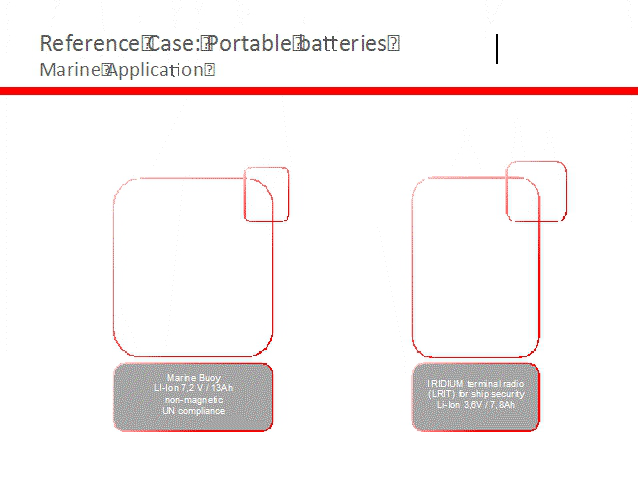 Reference Case: Portable batteries
Marine Application
Marine Buoy
LI-Ion 7,2 V / 13Ah
non-magnetic
UN compliance
IRIDIUM terminal radio
(LRIT) for ship security
Li-Ion 3,6V / 7,8Ah